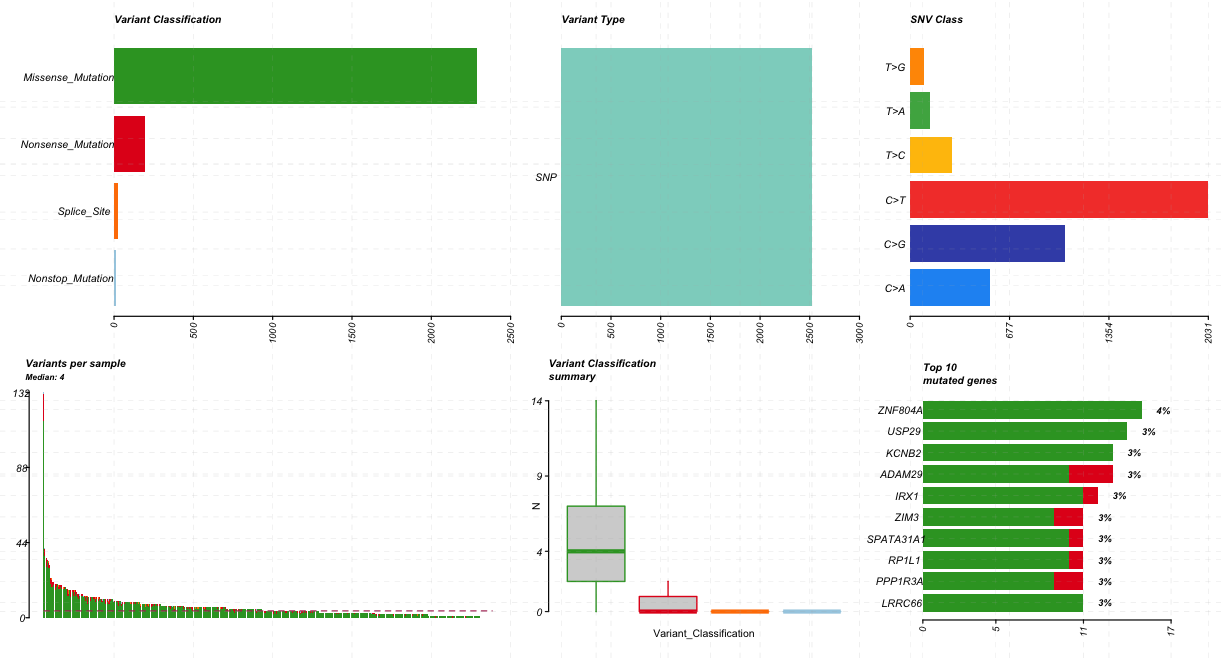 Variant Classification
Missense_Mutation
Nonsense_Mutation
Splice_Site
Nonstop_Mutation
0
500
1000
1500
2000
2500
Variant Type
SNP
0
500
1000
1500
2000
2500
3000
SNV Class
T>G
T>A
T>C
C>T
C>G
C>A
0
677
1354
2031
Variants per sample
Median: 4
132
88
44
0
Variant Classification
summary
14
9
4
0
N
Variant_Classification
Top 10
mutated genes
ZNF804A 4%
USP29 3%
KCNB2 3%
ADAM29 3%
IRX1 3%
ZIM3 3%
SPATA31A1 3%
RP1L1 3%
PPP1R3A 3%
LRRC66 3%
0
5
11
17